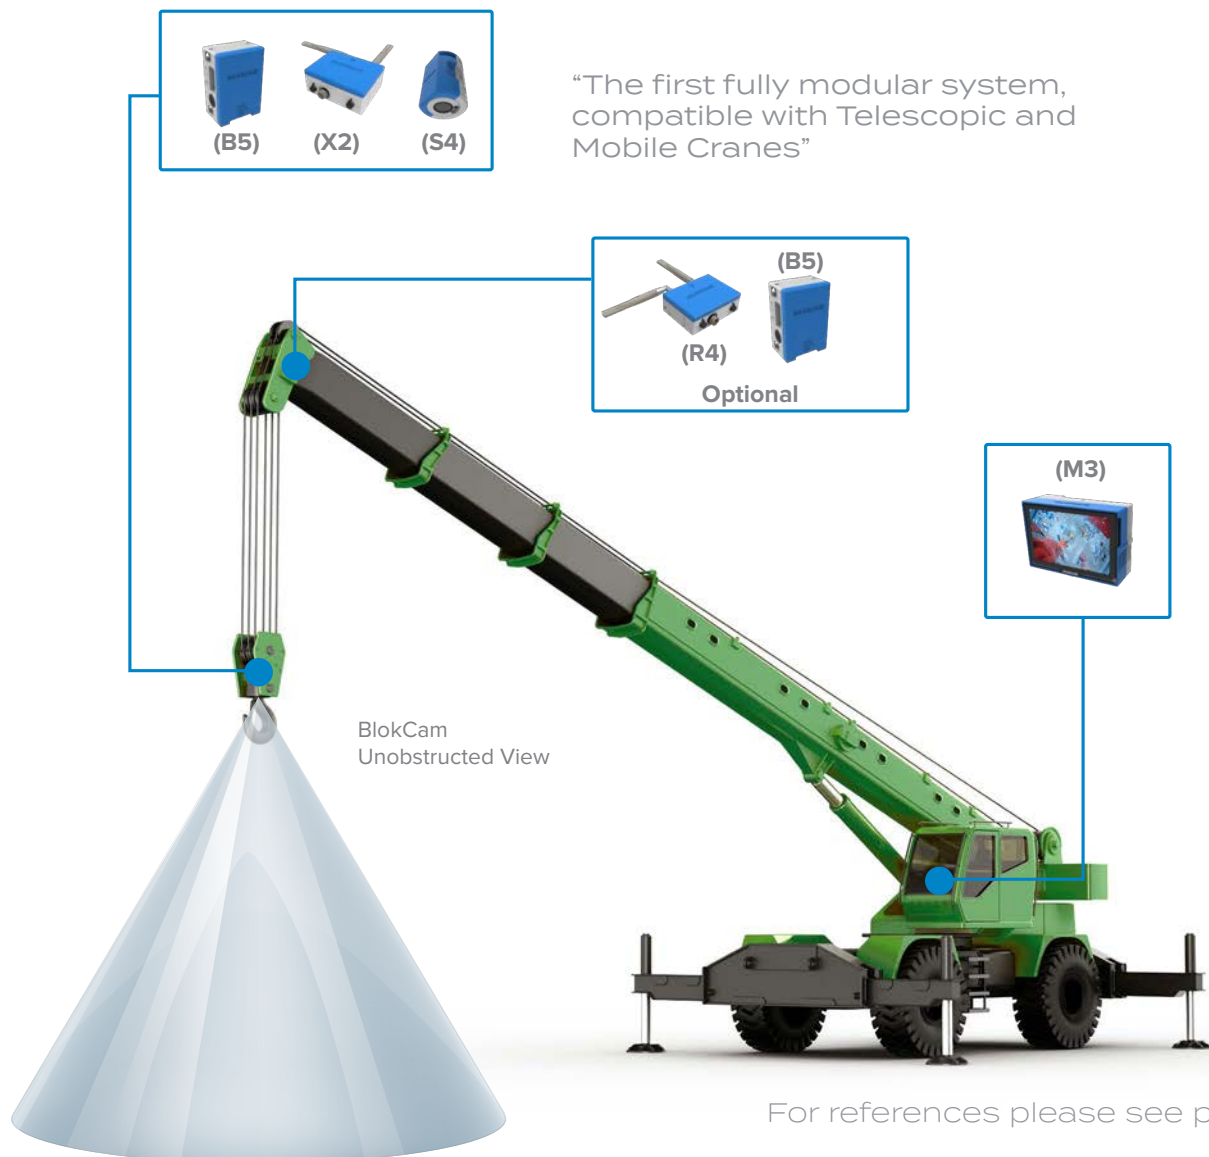 (B5)
(X2)
(S4)
“The first fully modular system,
compatible with Telescopic and
Mobile Cranes”
(B5)
(R4)
Optional
(M3)
BlokCam
Unobstructed View
For references please see p